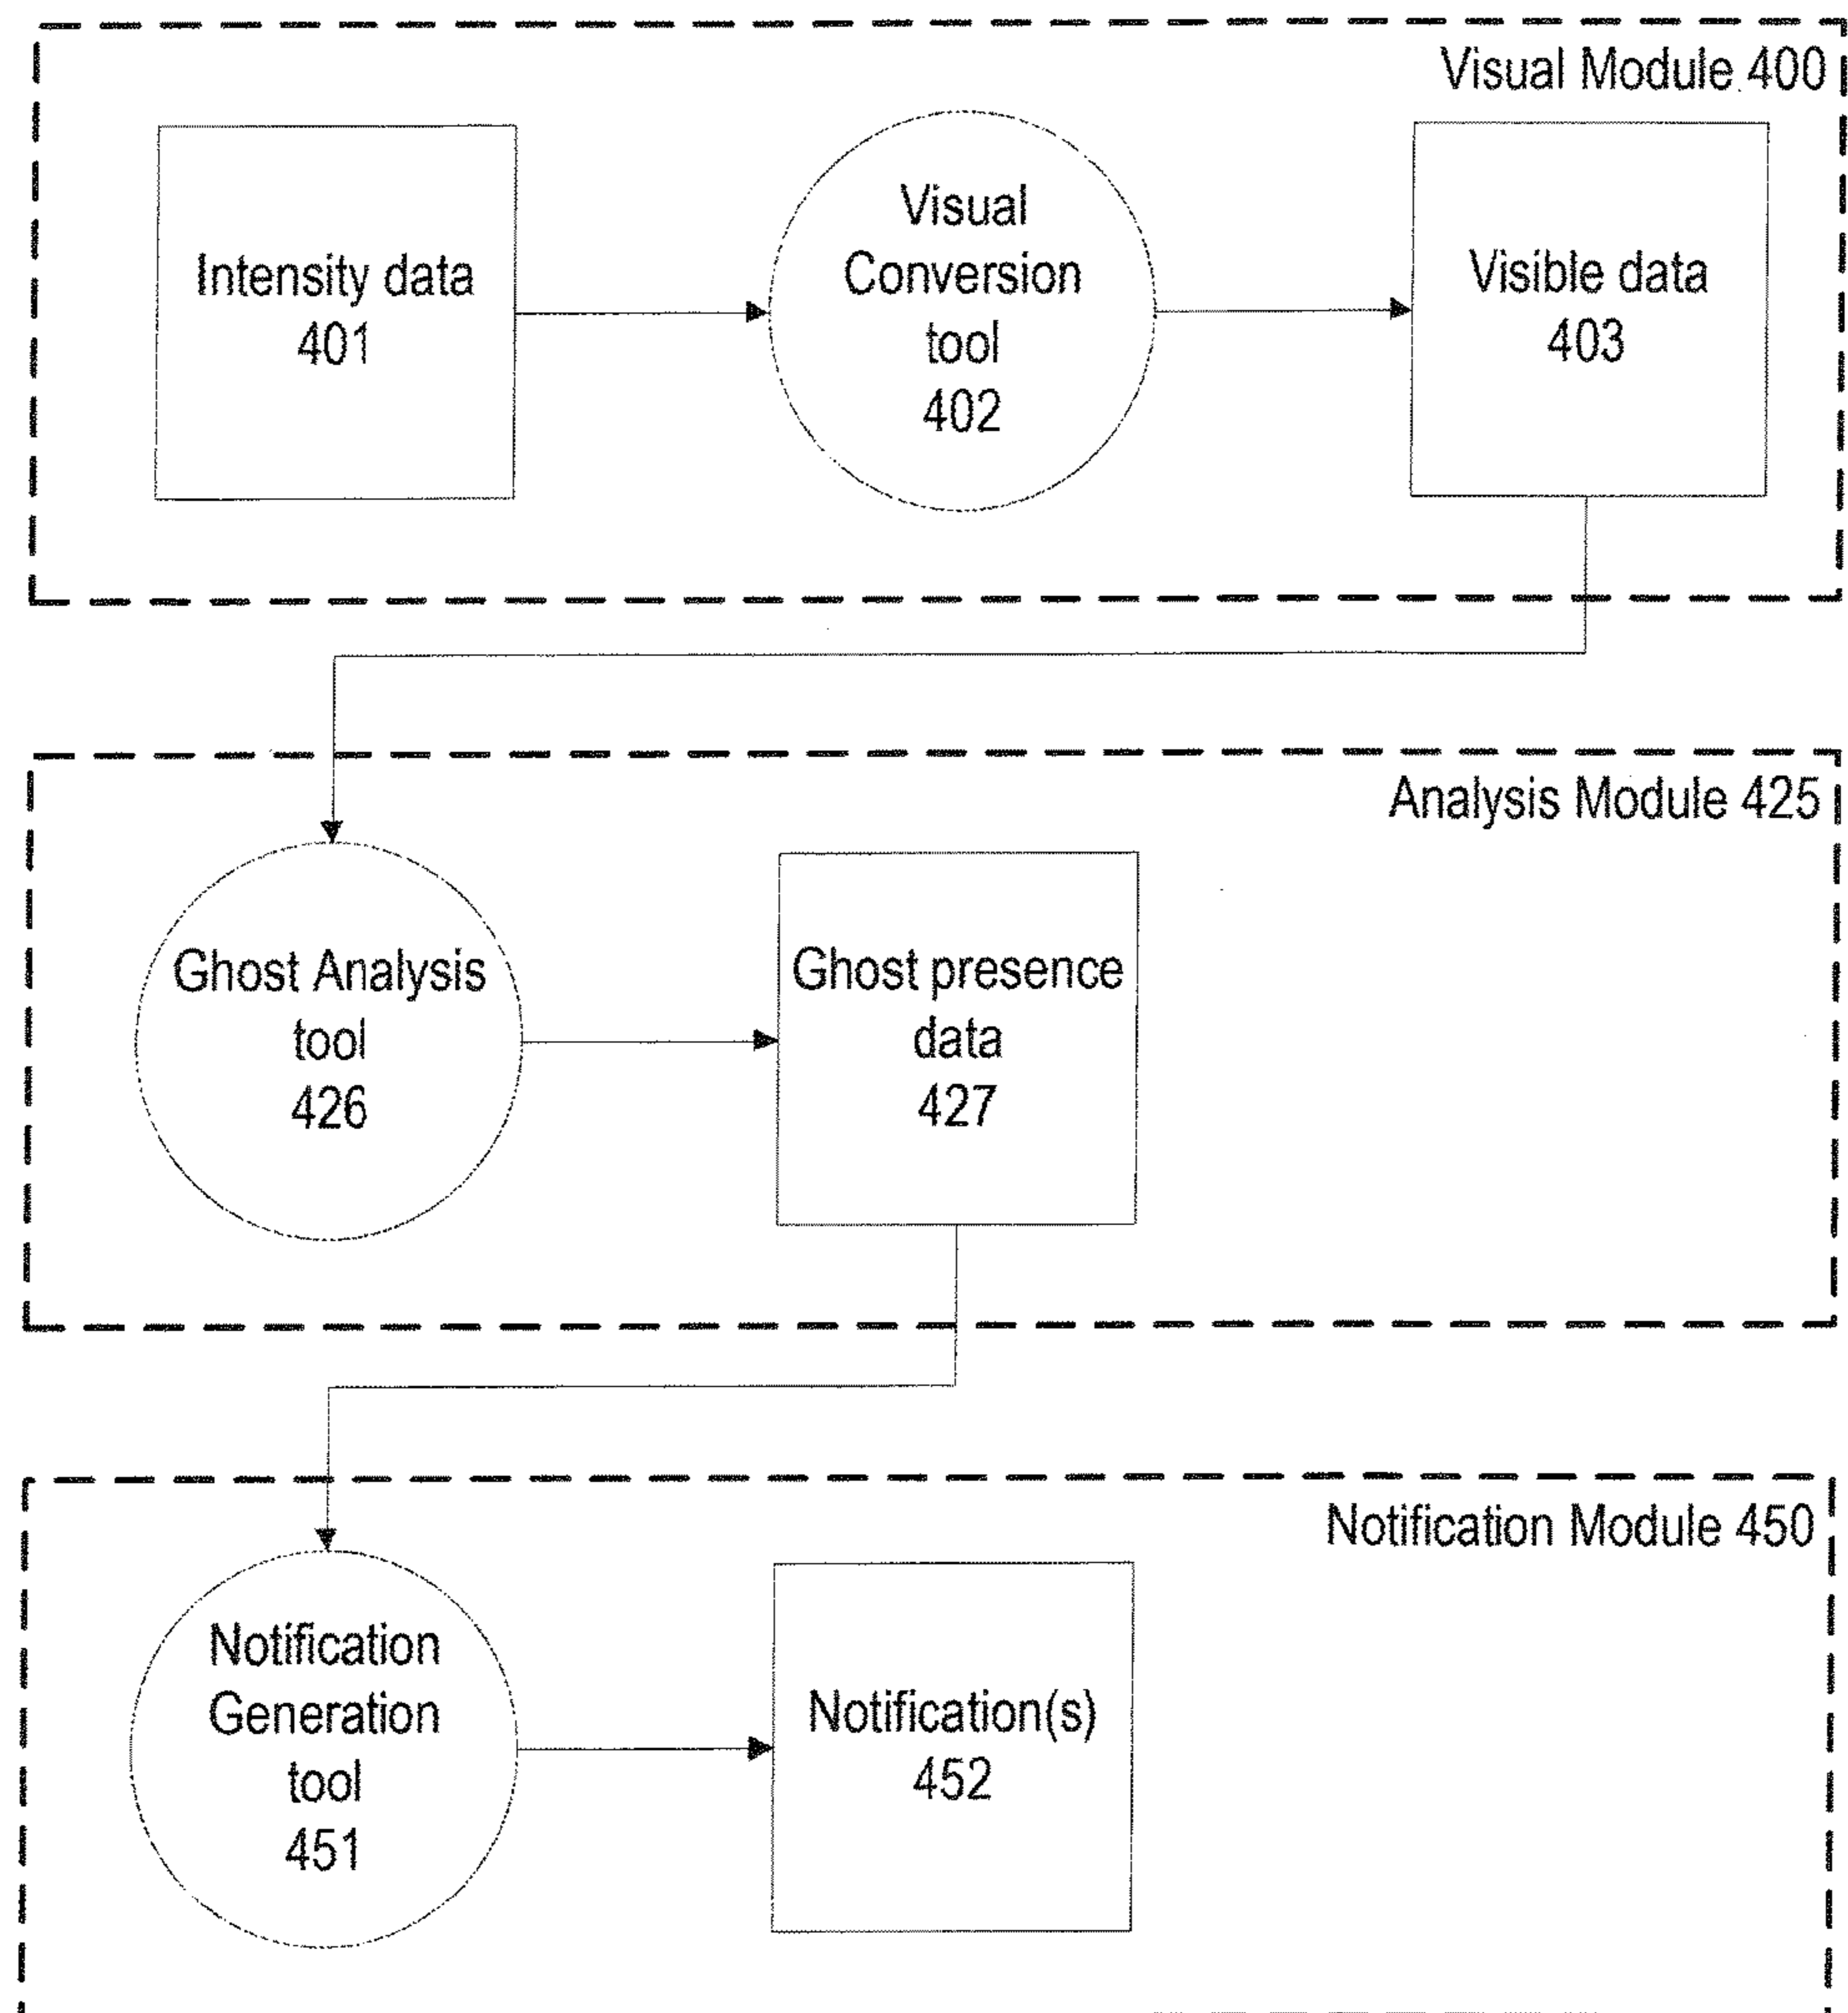 Visual Module 400
Intensity data
401
Visual
Conversion
tool
402
Visible data
403
Analysis Module 425
Ghost Analysis
tool
426
Ghost presence
data
427
Notification Module 450
Notification
Generation
tool
451
Notification(s)
452